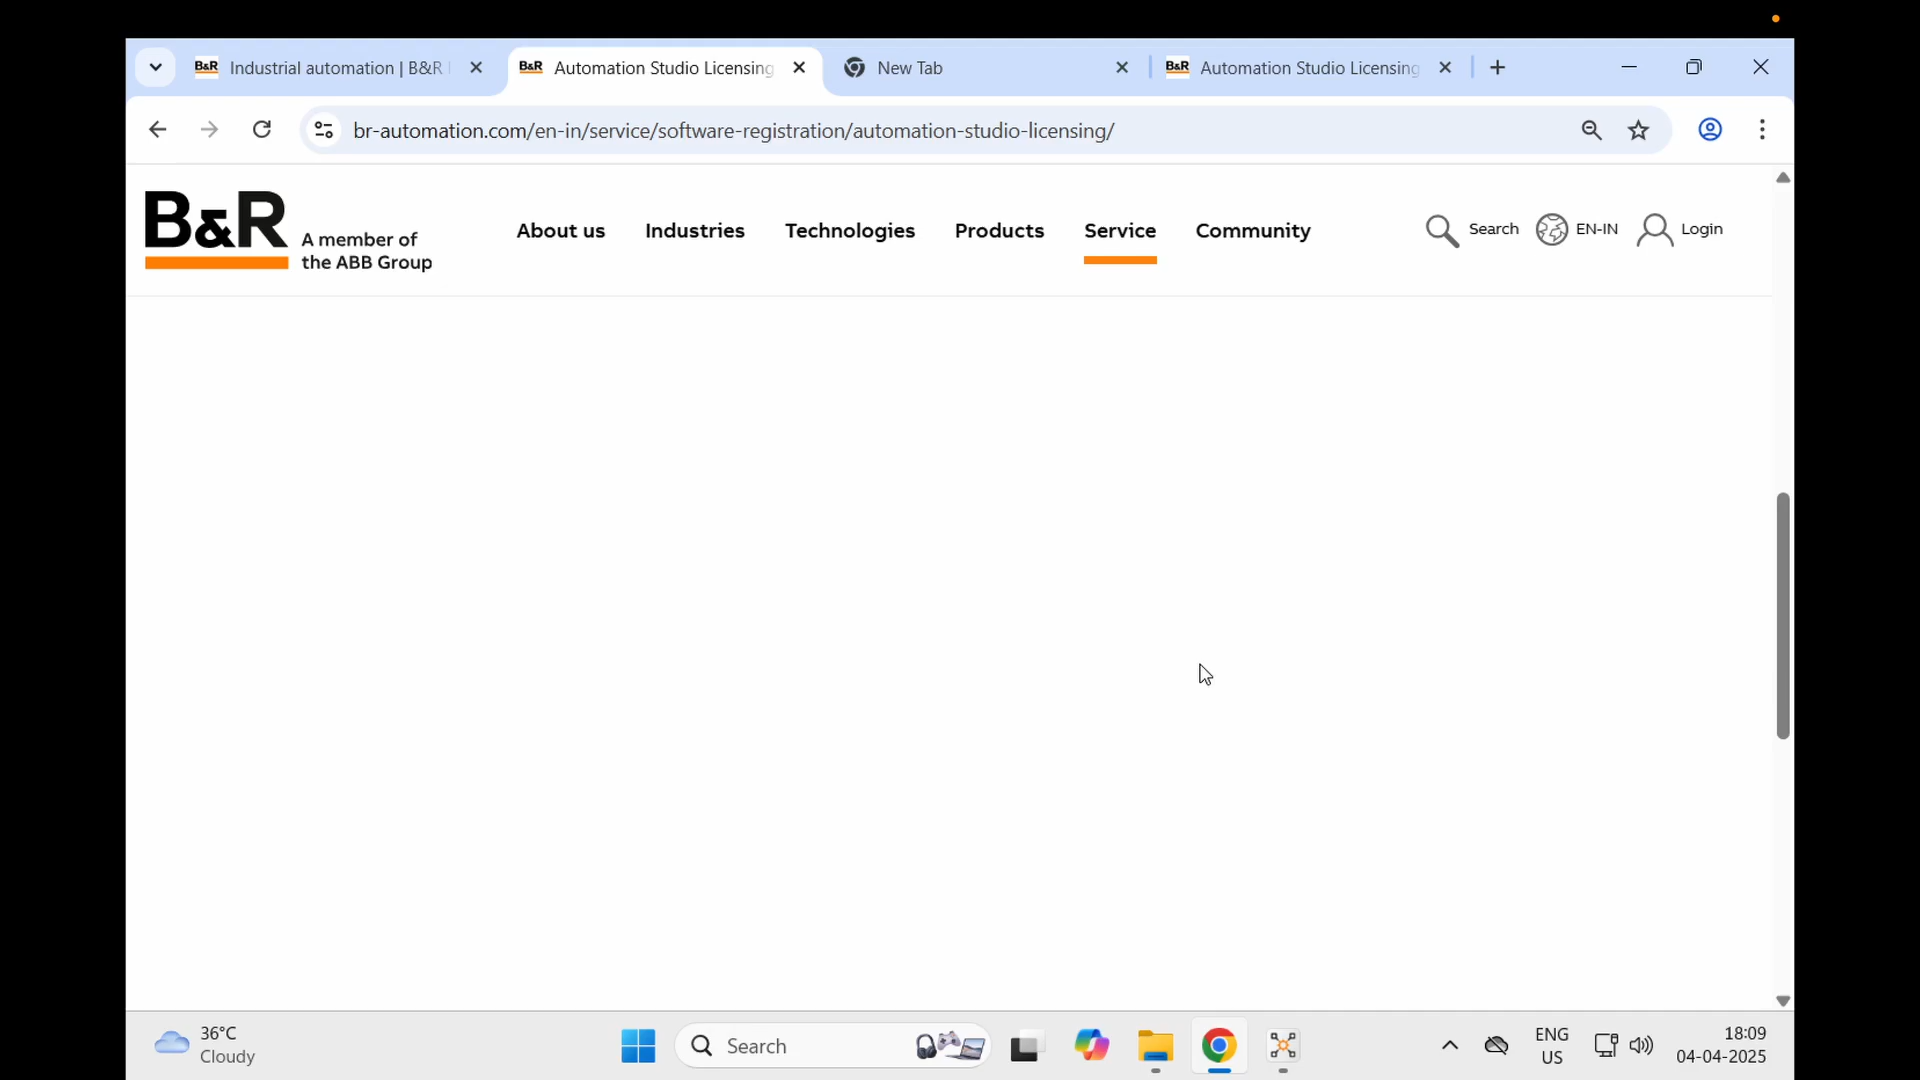 B&R Industrial automation | B&R
B&R Automation Studio Licensing
New Tab
B&R Automation Studio Licensing
br-automation.com/en-in/service/software-registration/automation-studio-licensing/
B&R A member of
the ABB Group
About us Industries Technologies Products Service Community
Search EN-IN Login
36°C
Cloudy
Search
ENG
US
18:09
04-04-2025